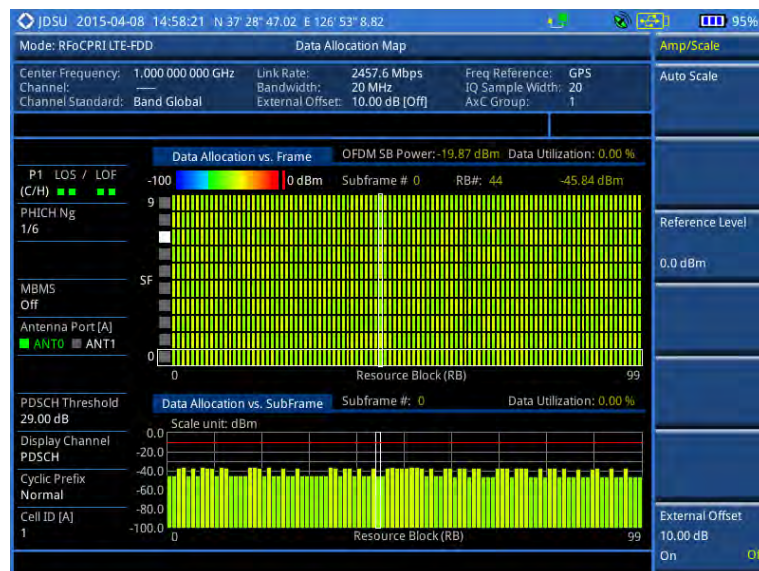 JDSU 2015-04-08 14:58:21 N 37° 28" 47.02 E 126° 53" 8.82 95%
Mode: RFoCPRI LTE-FDD Data Allocation Map Amp/Scale
Center Frequency: 1.000 000 000 GHz Link Rate: 2457.6 Mbps Freq Reference: GPS
Channel: ---- Bandwidth: 20 MHz IQ Sample Width: 20
Channel Standard: Band Global External Offset: 10.00 dB [Off] AxC Group: 1
Auto Scale
Data Allocation vs. Frame OFDM SB Power: -19.87 dBm Data Utilization: 0.00 %
P1 LOS / LOF
(C/H)
-100 0 dBm Subframe # 0 RB#: 44 -45.84 dBm
9
PHICH Ng
1/6
Reference Level
0.0 dBm
SF
MBMS
Off
Antenna Port [A]
ANT0 ANT1
0
0 Resource Block (RB) 99
PDSCH Threshold
29.00 dB
Data Allocation vs. SubFrame Subframe #: 0 Data Utilization: 0.00 %
Scale unit: dBm
0.0
Display Channel
PDSCH
-20.0
-40.0
Cyclic Prefix
Normal
-60.0
-80.0
Cell ID [A]
1
-100.0
0 Resource Block (RB) 99
External Offset
10.00 dB
On